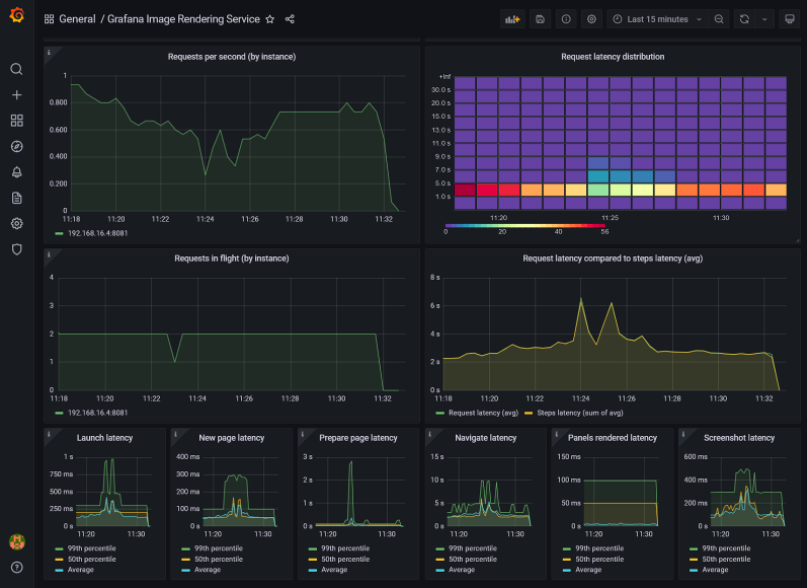 General / Grafana Image Rendering Service
Last 15 minutes
Requests per second (by instance)
1
0.800
0.600
0.400
0.200
0
11:18 11:20 11:22 11:24 11:26 11:28 11:30 11:32
192.168.16.4:8081
Request latency distribution
+Inf
30.0 s
20.0 s
15.0 s
13.0 s
11.0 s
9.0 s
7.0 s
5.0 s
1.0 s
11:20 11:25 11:30
0 20 40 56
Requests in flight (by instance)
4
3
2
1
0
11:18 11:20 11:22 11:24 11:26 11:28 11:30 11:32
192.168.16.4:8081
Request latency compared to steps latency (avg)
8 s
6 s
4 s
2 s
0 s
11:18 11:20 11:22 11:24 11:26 11:28 11:30 11:32
Request latency (avg) Steps latency (sum of avg)
Launch latency
1 s
750 ms
500 ms
250 ms
0 s
11:20 11:30
99th percentile
50th percentile
Average
New page latency
400 ms
300 ms
200 ms
100 ms
0 s
11:20 11:30
99th percentile
50th percentile
Average
Prepare page latency
3 s
2 s
1 s
0 s
11:20 11:30
99th percentile
50th percentile
Average
Navigate latency
15 s
10 s
5 s
0 s
11:20 11:30
99th percentile
50th percentile
Average
Panels rendered latency
150 ms
100 ms
50 ms
0 s
11:20 11:30
99th percentile
50th percentile
Average
Screenshot latency
600 ms
400 ms
200 ms
0 s
11:20 11:30
99th percentile
50th percentile
Average